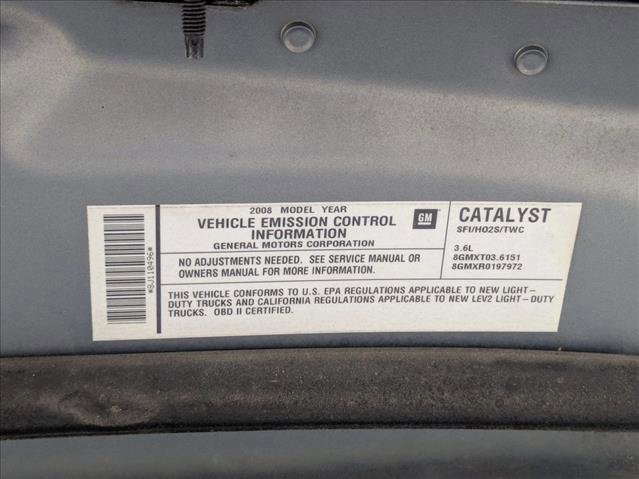 *8J110496*
2008 MODEL YEAR
VEHICLE EMISSION CONTROL
INFORMATION
GENERAL MOTORS CORPORATION
GM
NO ADJUSTMENTS NEEDED. SEE SERVICE MANUAL OR
OWNERS MANUAL FOR MORE INFORMATION.
CATALYST
SFI/HO2S/TWC
3.6L
8GMXT03.6151
8GMXR0197972
THIS VEHICLE CONFORMS TO U.S. EPA REGULATIONS APPLICABLE TO NEW LIGHT-
DUTY TRUCKS AND CALIFORNIA REGULATIONS APPLICABLE TO NEW LEV2 LIGHT-DUTY
TRUCKS. OBD II CERTIFIED.